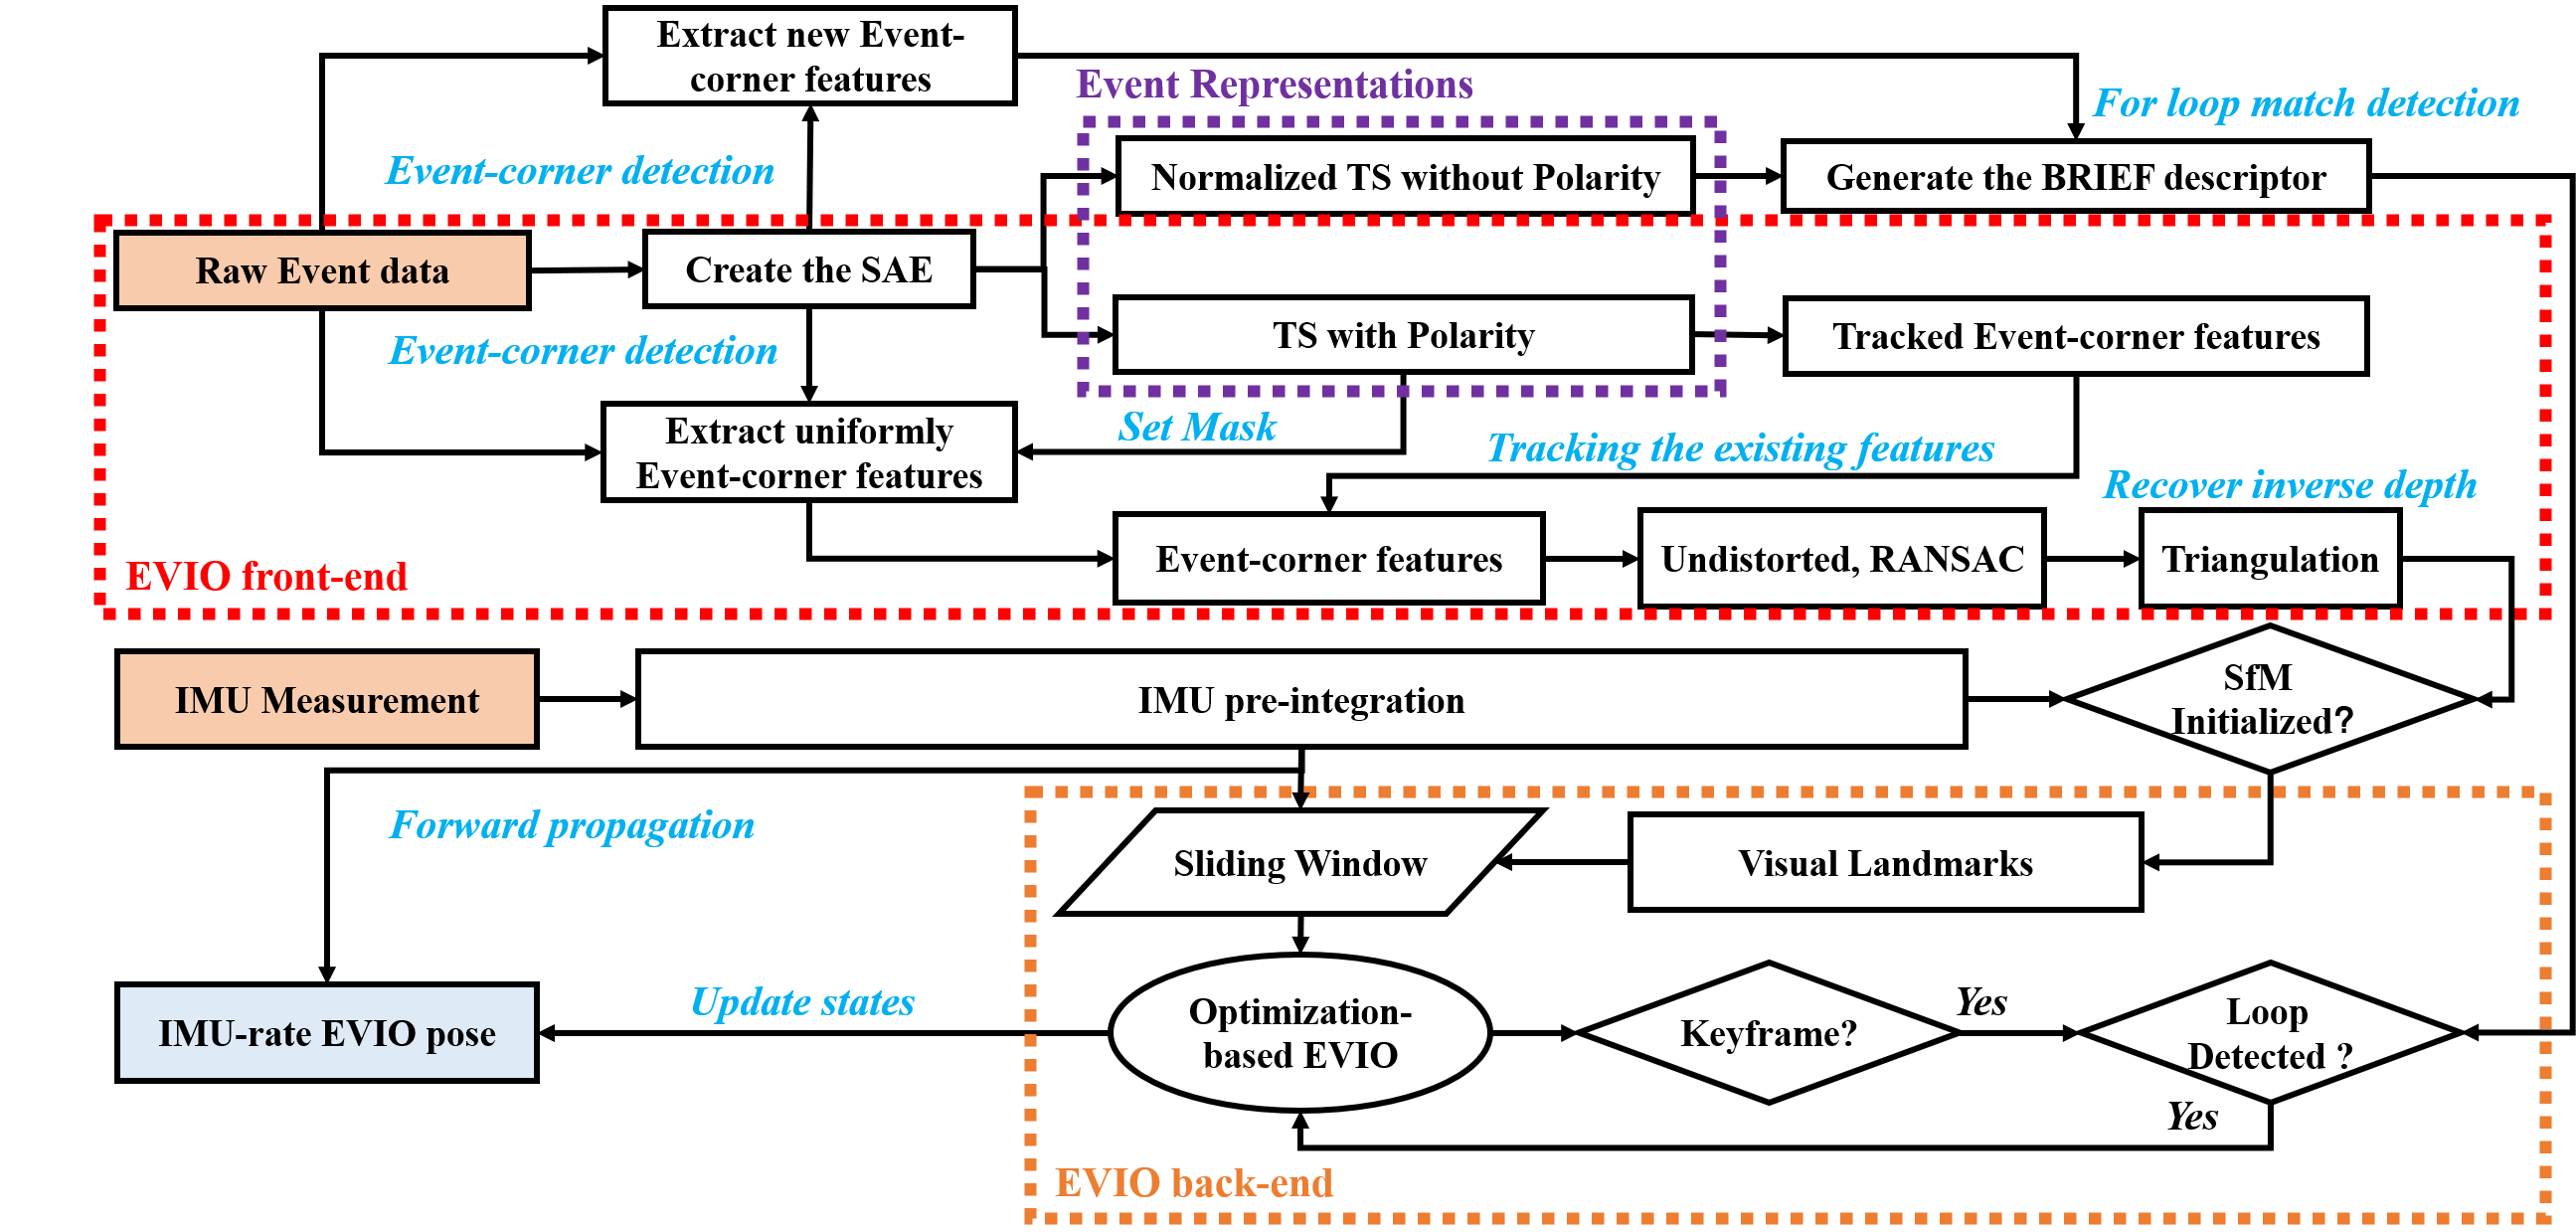 Extract new Event-
corner features
Event Representations
For loop match detection
Event-corner detection
Normalized TS without Polarity
Generate the BRIEF descriptor
Raw Event data
Create the SAE
Event-corner detection
TS with Polarity
Tracked Event-corner features
Extract uniformly
Event-corner features
Set Mask
Tracking the existing features
Recover inverse depth
EVIO front-end
Event-corner features
Undistorted, RANSAC
Triangulation
IMU Measurement
IMU pre-integration
SfM
Initialized?
Forward propagation
Sliding Window
Visual Landmarks
IMU-rate EVIO pose
Update states
Optimization-
based EVIO
Keyframe?
Yes
Loop
Detected ?
Yes
EVIO back-end